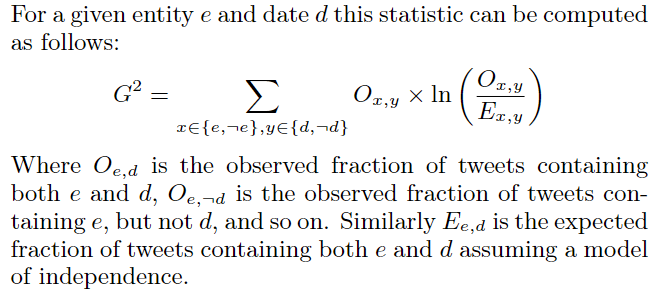 For a given entity e and date d this statistic can be computed
as follows:
G² = ∑ O_{x,y} × ln ( O_{x,y} / E_{x,y} )
x∈{e,¬e},y∈{d,¬d}
Where O_{e,d} is the observed fraction of tweets containing
both e and d, O_{e,¬d} is the observed fraction of tweets con-
taining e, but not d, and so on. Similarly E_{e,d} is the expected
fraction of tweets containing both e and d assuming a model
of independence.